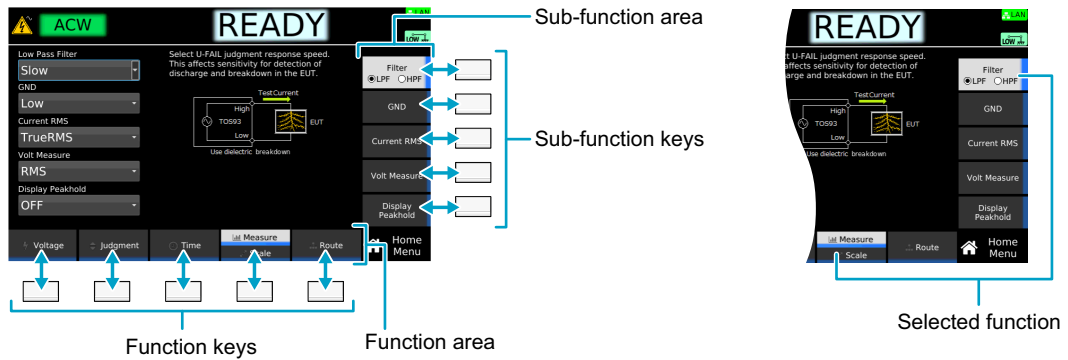 ACW
READY
LAN
LOW
Low Pass Filter
Slow
GND
Low
Current RMS
TrueRMS
Volt Measure
RMS
Display Peakhold
OFF
Select U-FAIL judgment response speed.
This affects sensitivity for detection of
discharge and breakdown in the EUT.
TestCurrent
High
TOS93
EUT
Low
Use dielectric breakdown
Filter
LPF HPF
GND
Current RMS
Volt Measure
Display
Peakhold
Voltage
Judgment
Time
Measure
Scale
Route
Home
Menu
Sub-function area
Sub-function keys
Function keys
Function area
READY
LAN
LOW
U-FAIL judgment response speed.
affects sensitivity for detection of
arge and breakdown in the EUT.
TestCurrent
High
TOS93
EUT
Low
Use dielectric breakdown
Filter
LPF HPF
GND
Current RMS
Volt Measure
Display
Peakhold
Measure
Scale
Route
Home
Menu
Selected function